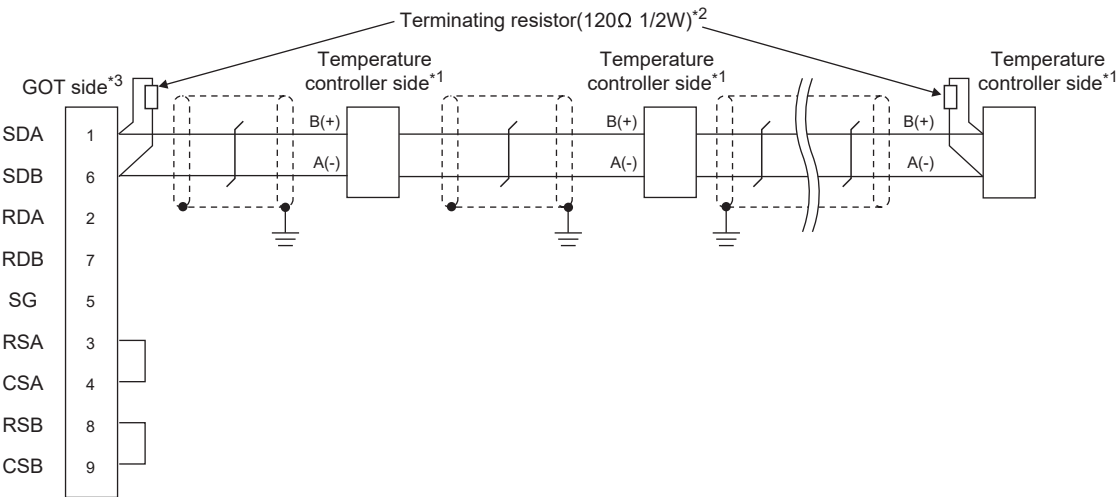 Terminating resistor(120Ω 1/2W)*2
GOT side*3
Temperature
controller side*1
Temperature
controller side*1
Temperature
controller side*1
SDA 1 B(+) B(+) B(+)
SDB 6 A(-) A(-) A(-)
RDA 2
RDB 7
SG 5
RSA 3
CSA 4
RSB 8
CSB 9